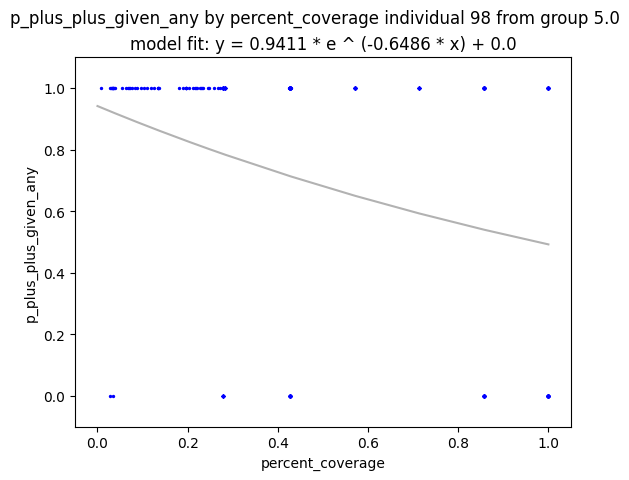 p_plus_plus_given_any by percent_coverage individual 98 from group 5.0
model fit: y = 0.9411 * e ^ (-0.6486 * x) + 0.0
1.0
0.8
0.6
0.4
0.2
0.0
p_plus_plus_given_any
0.0 0.2 0.4 0.6 0.8 1.0
percent_coverage